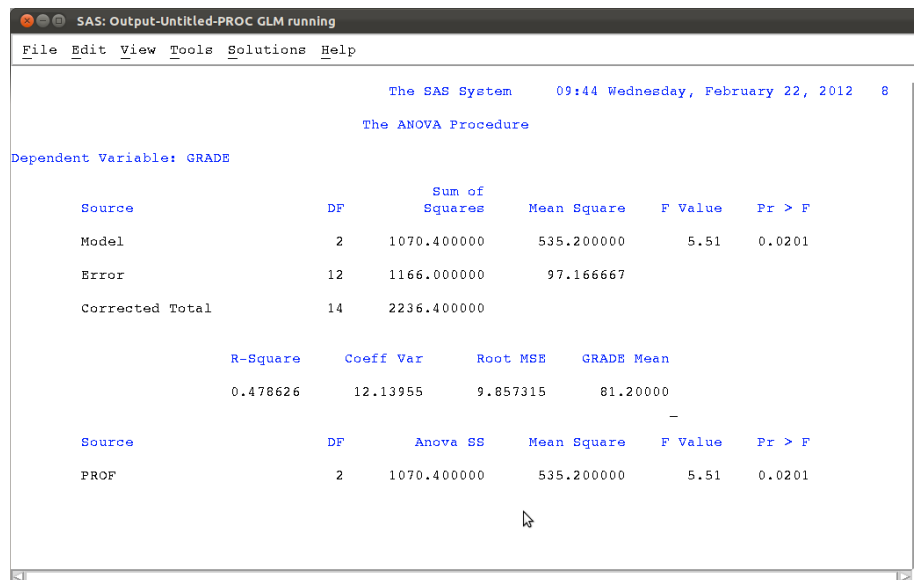 SAS: Output-Untitled-PROC GLM running
File Edit View Tools Solutions Help
The SAS System 09:44 Wednesday, February 22, 2012 8
The ANOVA Procedure
Dependent Variable: GRADE
Sum of
Source DF Squares Mean Square F Value Pr > F
Model 2 1070.400000 535.200000 5.51 0.0201
Error 12 1166.000000 97.166667
Corrected Total 14 2236.400000
R-Square Coeff Var Root MSE GRADE Mean
0.478626 12.13955 9.857315 81.20000
Source DF Anova SS Mean Square F Value Pr > F
PROF 2 1070.400000 535.200000 5.51 0.0201